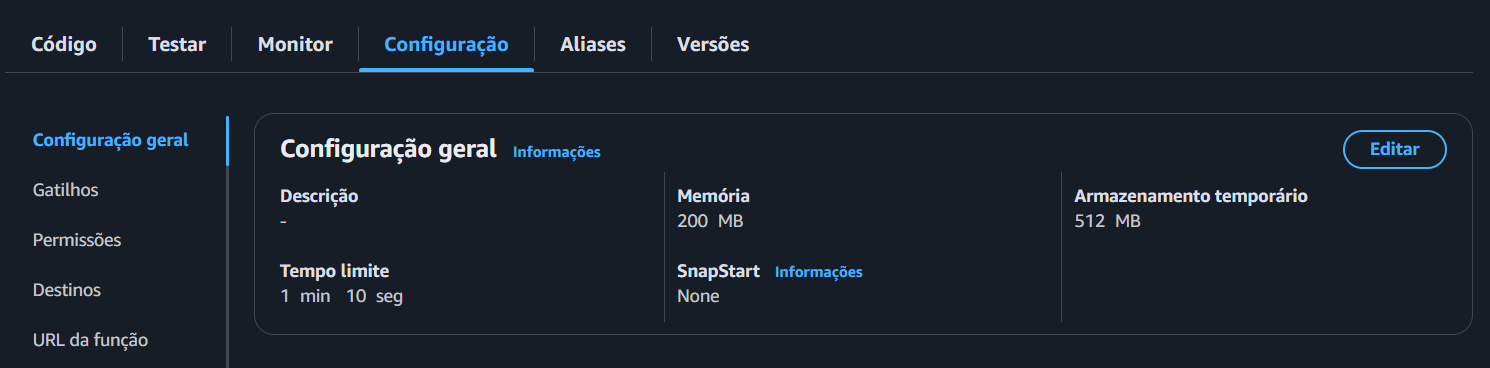 Código Testar Monitor Configuração Aliases Versões
Configuração geral
Gatilhos
Permissões
Destinos
URL da função
Configuração geral Informações Editar
Descrição
-
Memória
200 MB
Armazenamento temporário
512 MB
Tempo limite
1 min 10 seg
SnapStart Informações
None